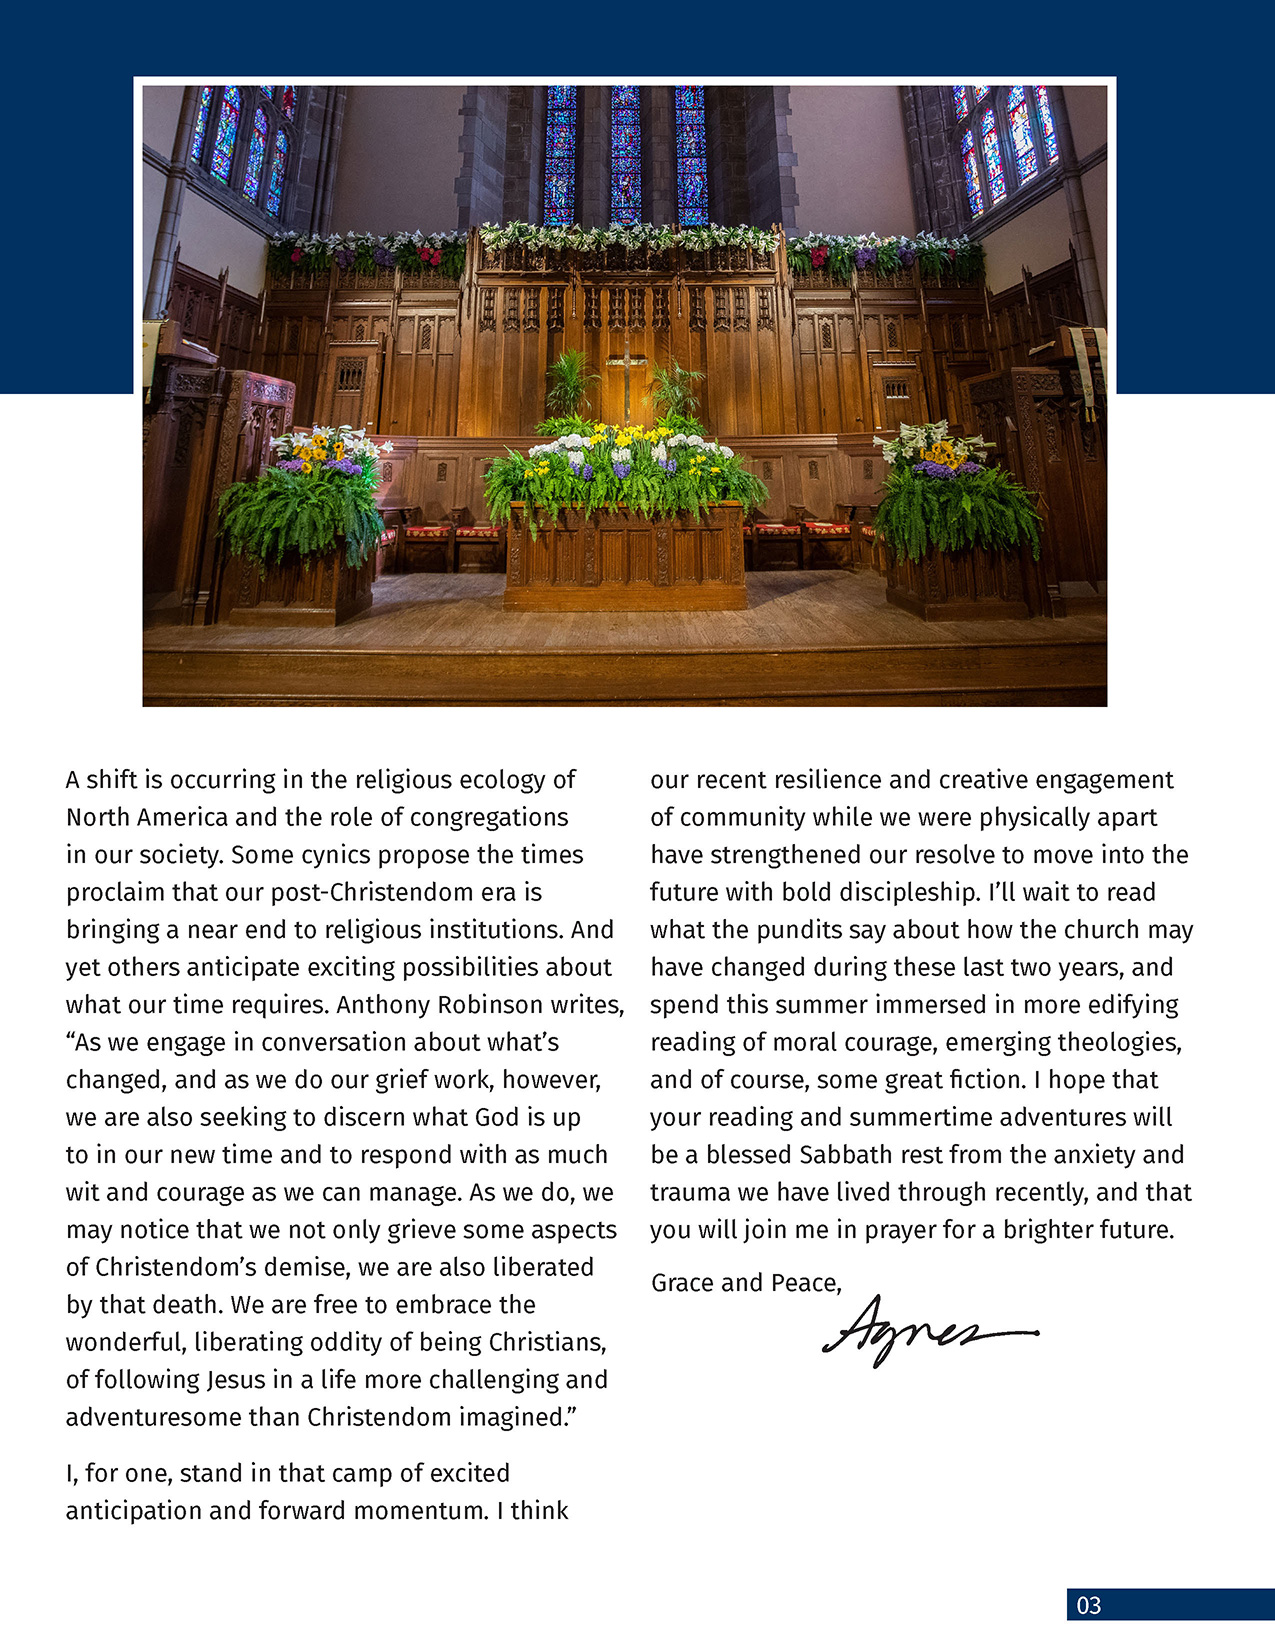 A shift is occurring in the religious ecology of
North America and the role of congregations
in our society. Some cynics propose the times
proclaim that our post-Christendom era is
bringing a near end to religious institutions. And
yet others anticipate exciting possibilities about
what our time requires. Anthony Robinson writes,
“As we engage in conversation about what’s
changed, and as we do our grief work, however,
we are also seeking to discern what God is up
to in our new time and to respond with as much
wit and courage as we can manage. As we do, we
may notice that we not only grieve some aspects
of Christendom’s demise, we are also liberated
by that death. We are free to embrace the
wonderful, liberating oddity of being Christians,
of following Jesus in a life more challenging and
adventuresome than Christendom imagined.”
I, for one, stand in that camp of excited
anticipation and forward momentum. I think
our recent resilience and creative engagement
of community while we were physically apart
have strengthened our resolve to move into the
future with bold discipleship. I’ll wait to read
what the pundits say about how the church may
have changed during these last two years, and
spend this summer immersed in more edifying
reading of moral courage, emerging theologies,
and of course, some great fiction. I hope that
your reading and summertime adventures will
be a blessed Sabbath rest from the anxiety and
trauma we have lived through recently, and that
you will join me in prayer for a brighter future.
Grace and Peace,
Agnes
03